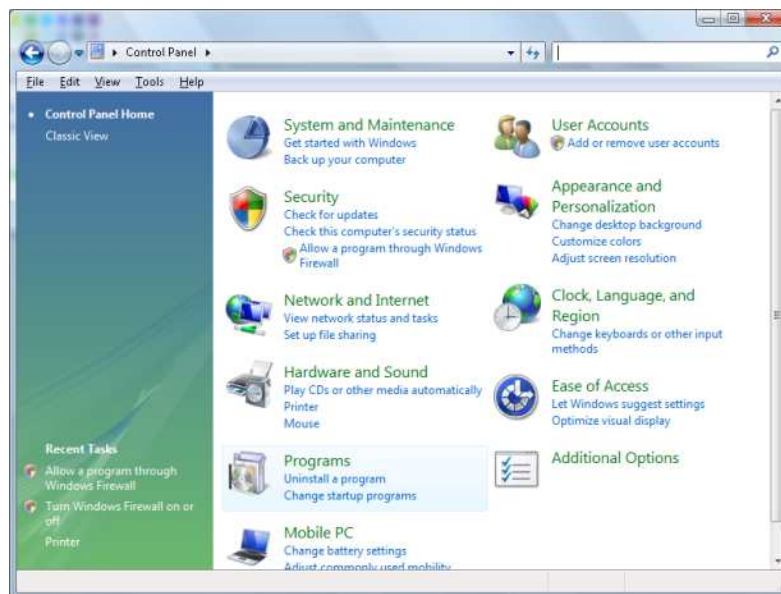 Control Panel
File Edit View Tools Help
Control Panel Home
Classic View
Recent Tasks
Allow a program through
Windows Firewall
Turn Windows Firewall on or
off
Printer
System and Maintenance
Get started with Windows
Back up your computer
Security
Check for updates
Check this computer's security status
Allow a program through Windows
Firewall
Network and Internet
View network status and tasks
Set up file sharing
Hardware and Sound
Play CDs or other media automatically
Printer
Mouse
Programs
Uninstall a program
Change startup programs
Mobile PC
Change battery settings
Adjust commonly used mobility
User Accounts
Add or remove user accounts
Appearance and
Personalization
Change desktop background
Customize colors
Adjust screen resolution
Clock, Language, and
Region
Change keyboards or other input
methods
Ease of Access
Let Windows suggest settings
Optimize visual display
Additional Options